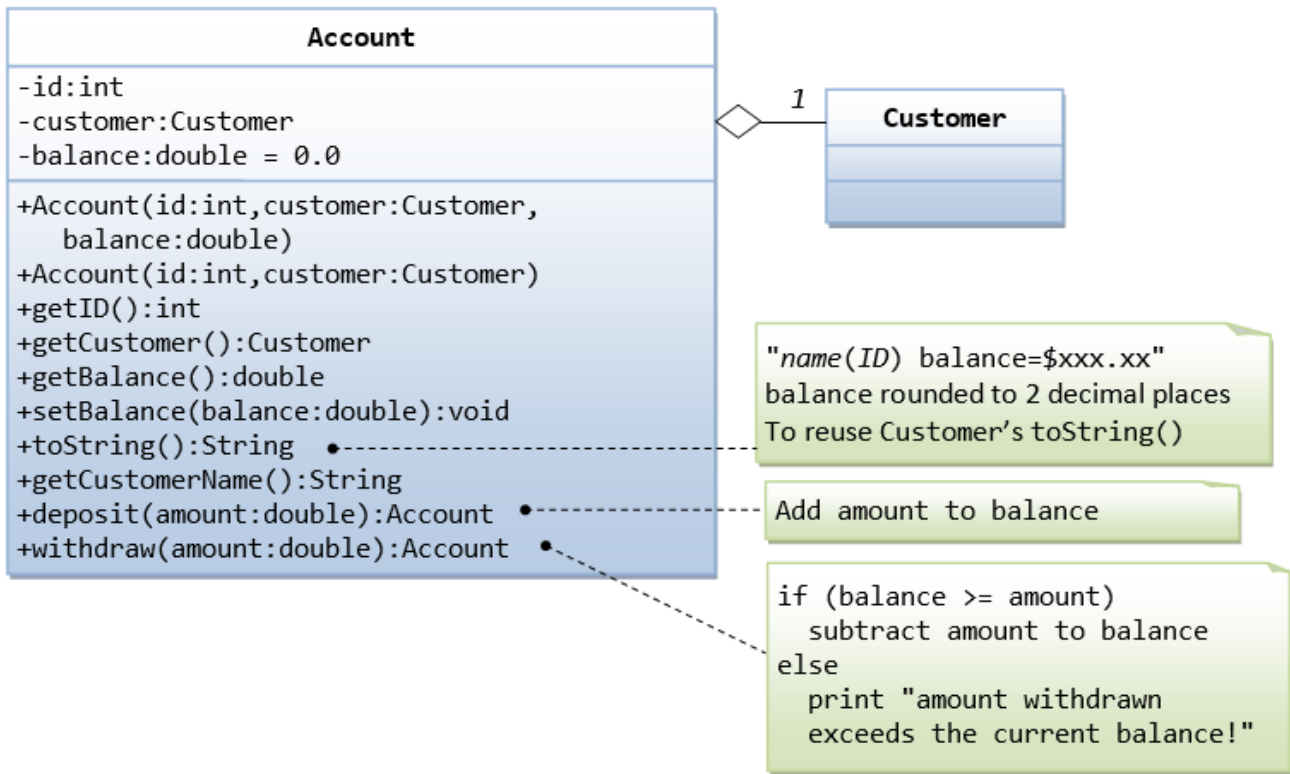 Account
-id:int
-customer:Customer
-balance:double = 0.0
+Account(id:int,customer:Customer,
balance:double)
+Account(id:int,customer:Customer)
+getID():int
+getCustomer():Customer
+getBalance():double
+setBalance(balance:double):void
+toString():String
+getCustomerName():String
+deposit(amount:double):Account
+withdraw(amount:double):Account
1
Customer
"name(ID) balance=$xxx.xx"
balance rounded to 2 decimal places
To reuse Customer’s toString()
Add amount to balance
if (balance >= amount)
subtract amount to balance
else
print "amount withdrawn
exceeds the current balance!"